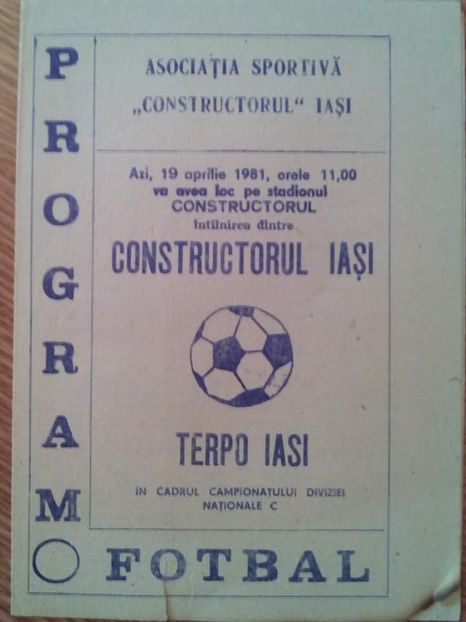 PROGRAM
ASOCIAȚIA SPORTIVĂ
„CONSTRUCTORUL“ IAȘI
Azi, 19 aprilie 1981, orele 11,00
va avea loc pe stadionul
CONSTRUCTORUL
întîlnirea dintre
CONSTRUCTORUL IAȘI
TERPO IASI
IN CADRUL CAMPIONATULUI DIVIZIEI
NAȚIONALE C
FOTBAL